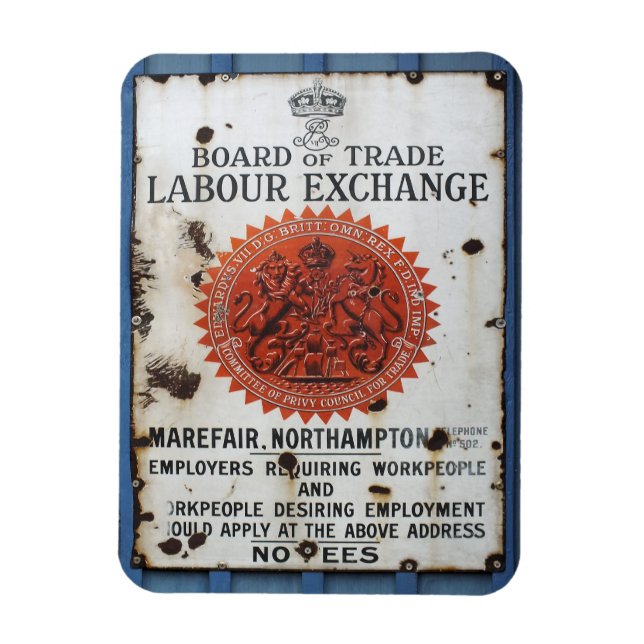 BOARD OF TRADE
LABOUR EXCHANGE
EDWARDVS VII D:G: BRITT: OMN: REX F.D. IND: IMP:
COMMITTEE OF PRIVY COUNCIL FOR TRADE
MAREFAIR. NORTHAMPTON TELEPHONE Nº 502.
EMPLOYERS REQUIRING WORKPEOPLE
AND
ORKPEOPLE DESIRING EMPLOYMENT
HOULD APPLY AT THE ABOVE ADDRESS
NO FEES